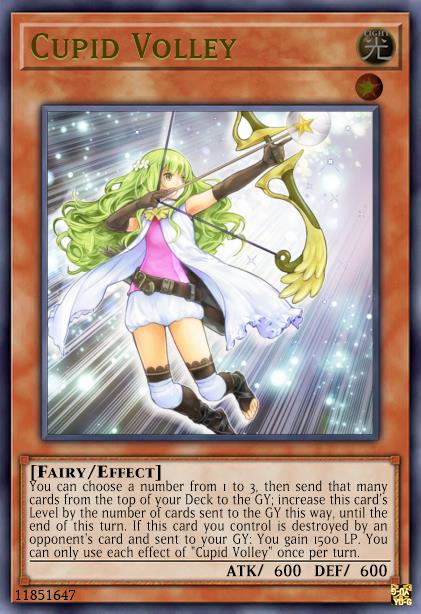 CUPID VOLLEY
LIGHT
光
[FAIRY/EFFECT]
You can choose a number from 1 to 3, then send that many
cards from the top of your Deck to the GY; increase this card's
Level by the number of cards sent to the GY this way, until the
end of this turn. If this card you control is destroyed by an
opponent's card and sent to your GY: You gain 1500 LP. You
can only use each effect of "Cupid Volley" once per turn.
ATK/ 600 DEF/ 600
11851647